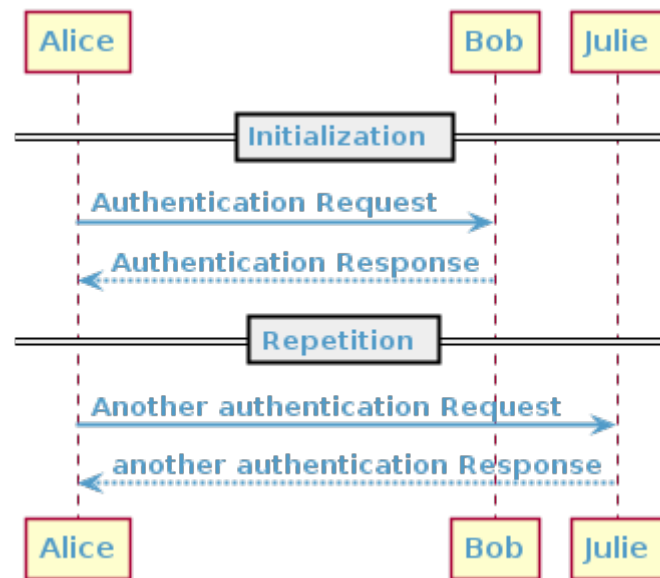 Alice Bob Julie
Initialization
Authentication Request
Authentication Response
Repetition
Another authentication Request
another authentication Response
Alice Bob Julie